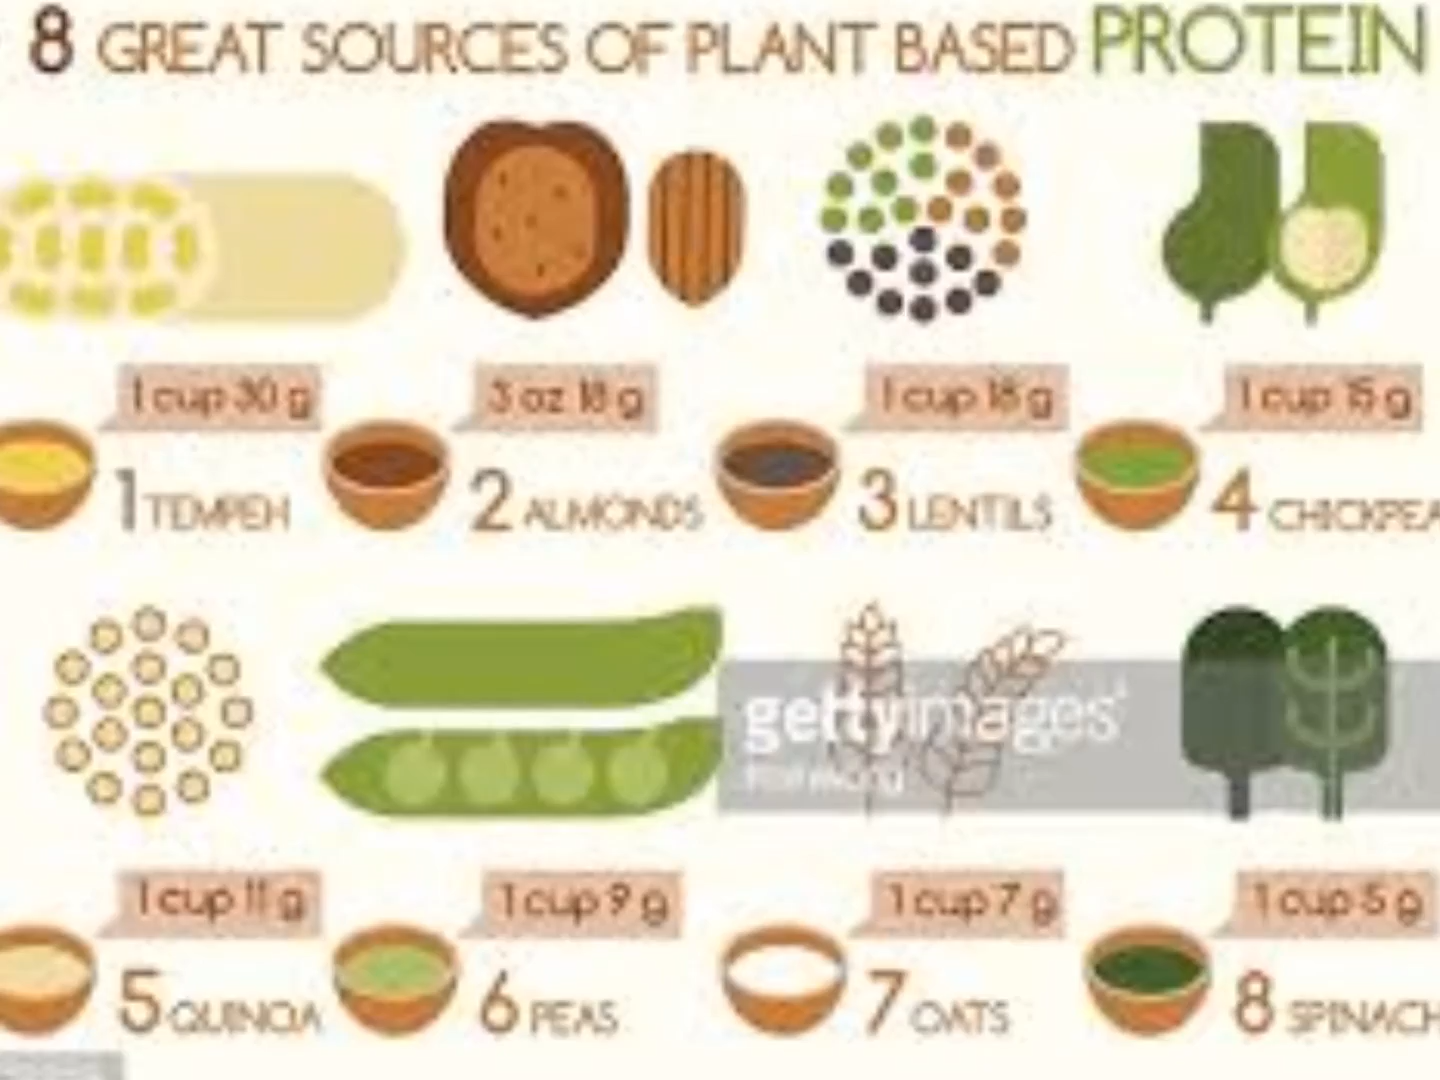 8 GREAT SOURCES OF PLANT BASED PROTEIN
1 cup 30 g
3 oz 18 g
1 cup 18 g
1 cup 15 g
1 TEMPEH
2 ALMONDS
3 LENTILS
4 CHICKPEA
gettyimages
1 cup 11 g
1 cup 9 g
1 cup 7 g
1 cup 5 g
5 QUINOA
6 PEAS
7 OATS
8 SPINACH